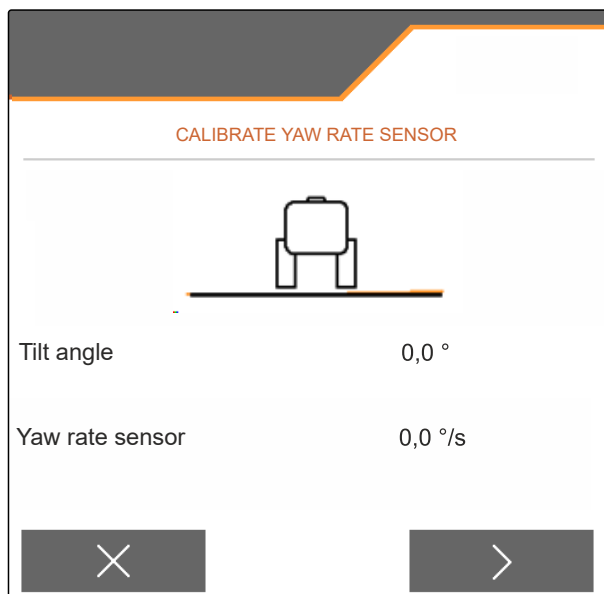 CALIBRATE YAW RATE SENSOR
Tilt angle 0,0 °
Yaw rate sensor 0,0 °/s